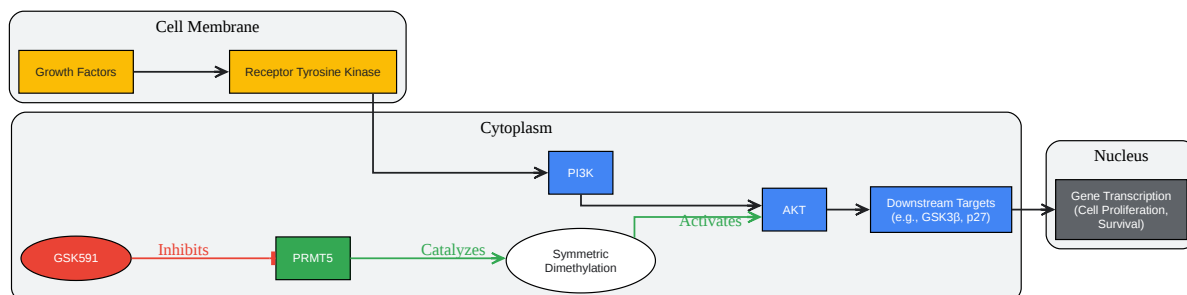 Cell Membrane
Growth Factors
Receptor Tyrosine Kinase
Cytoplasm
PI3K
Nucleus
AKT
Downstream Targets
(e.g., GSK3β, p27)
Gene Transcription
(Cell Proliferation,
Survival)
Activates
GSK591
Inhibits
PRMT5
Catalyzes
Symmetric
Dimethylation